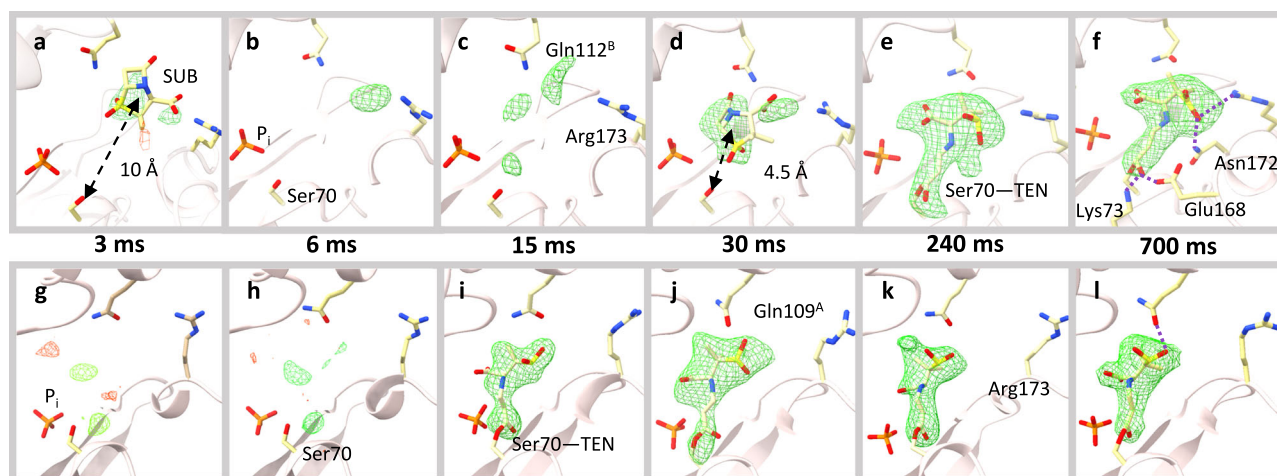 a
SUB
10 Å
b
Pᵢ
Ser70
c
Gln112ᴮ
Arg173
d
4.5 Å
e
Ser70—TEN
f
Asn172
Glu168
Lys73
3 ms
6 ms
15 ms
30 ms
240 ms
700 ms
g
Pᵢ
h
Ser70
i
Ser70—TEN
j
Gln109ᴬ
k
Arg173
l